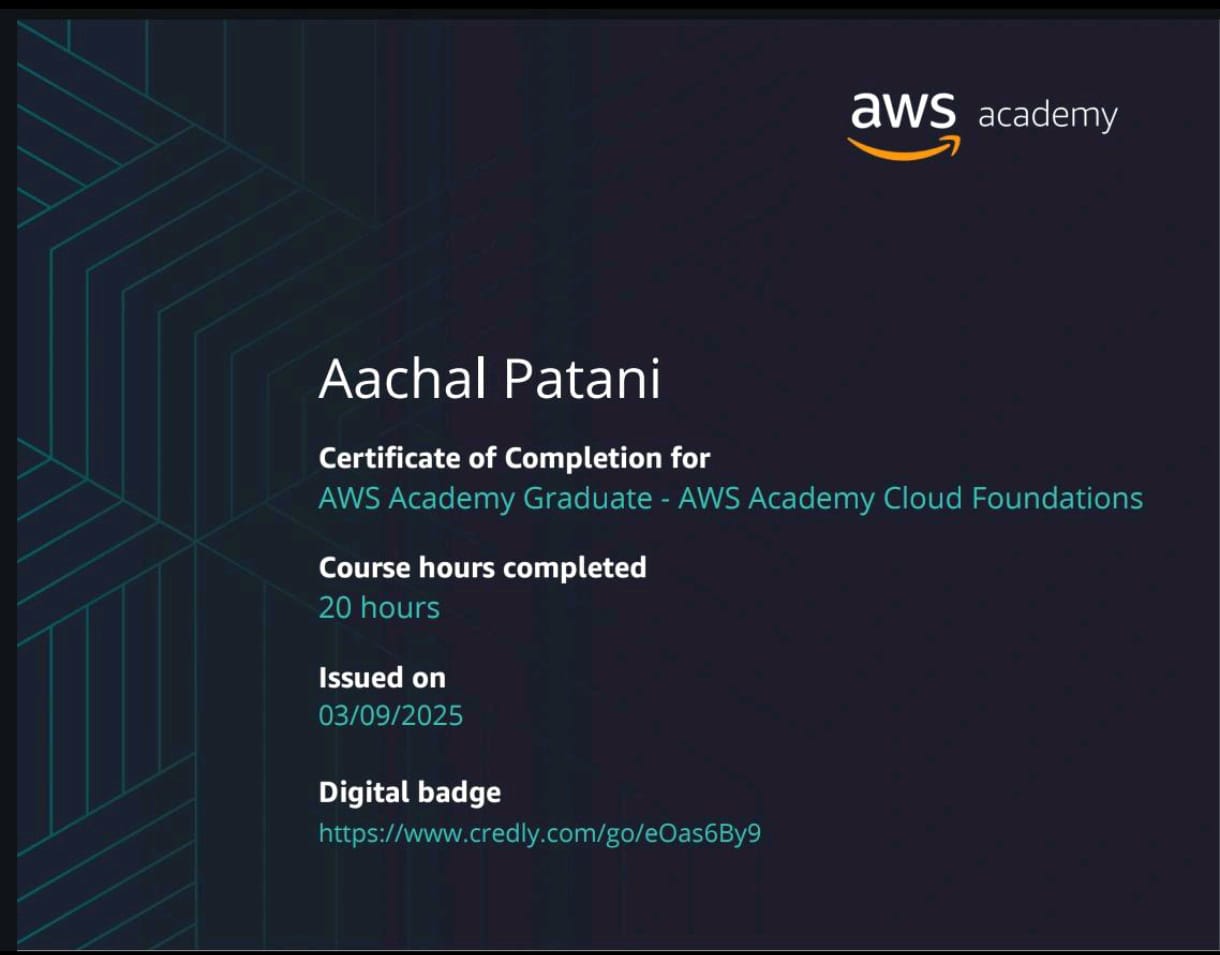 aws academy
Aachal Patani
Certificate of Completion for
AWS Academy Graduate - AWS Academy Cloud Foundations
Course hours completed
20 hours
Issued on
03/09/2025
Digital badge
https://www.credly.com/go/eOas6By9